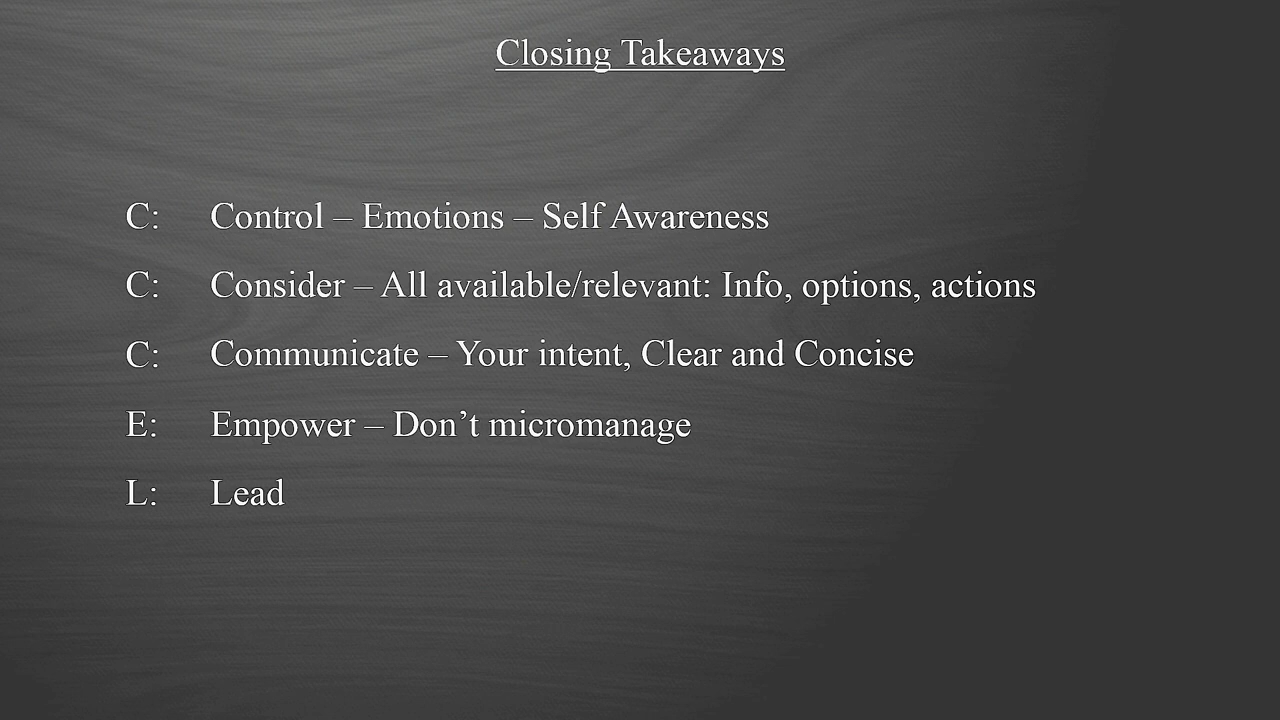 Closing Takeaways
C: Control – Emotions – Self Awareness
C: Consider – All available/relevant: Info, options, actions
C: Communicate – Your intent, Clear and Concise
E: Empower – Don’t micromanage
L: Lead